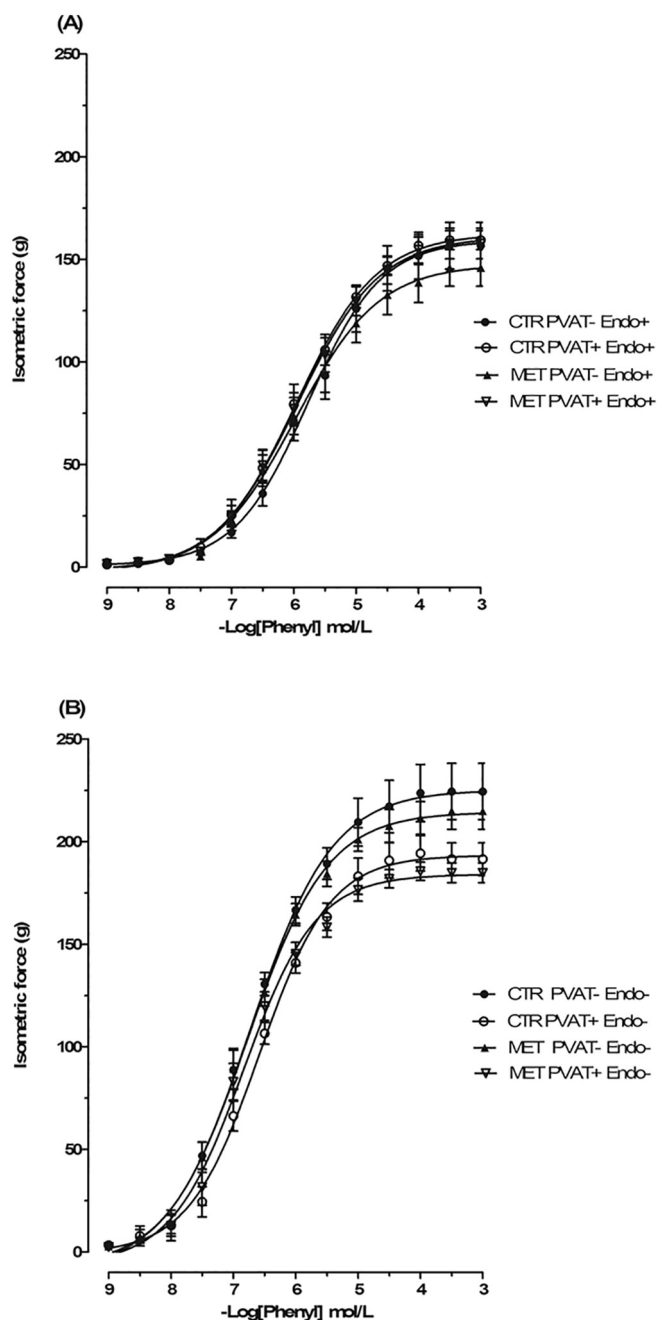 (A)
250
200
150
100
50
0
Isometric force (g)
CTR PVAT- Endo+
CTR PVAT+ Endo+
MET PVAT- Endo+
MET PVAT+ Endo+
9 8 7 6 5 4 3
-Log[Phenyl] mol/L
(B)
250
200
150
100
50
0
Isometric force (g)
CTR PVAT- Endo-
CTR PVAT+ Endo-
MET PVAT- Endo-
MET PVAT+ Endo-
9 8 7 6 5 4 3
-Log[Phenyl] mol/L